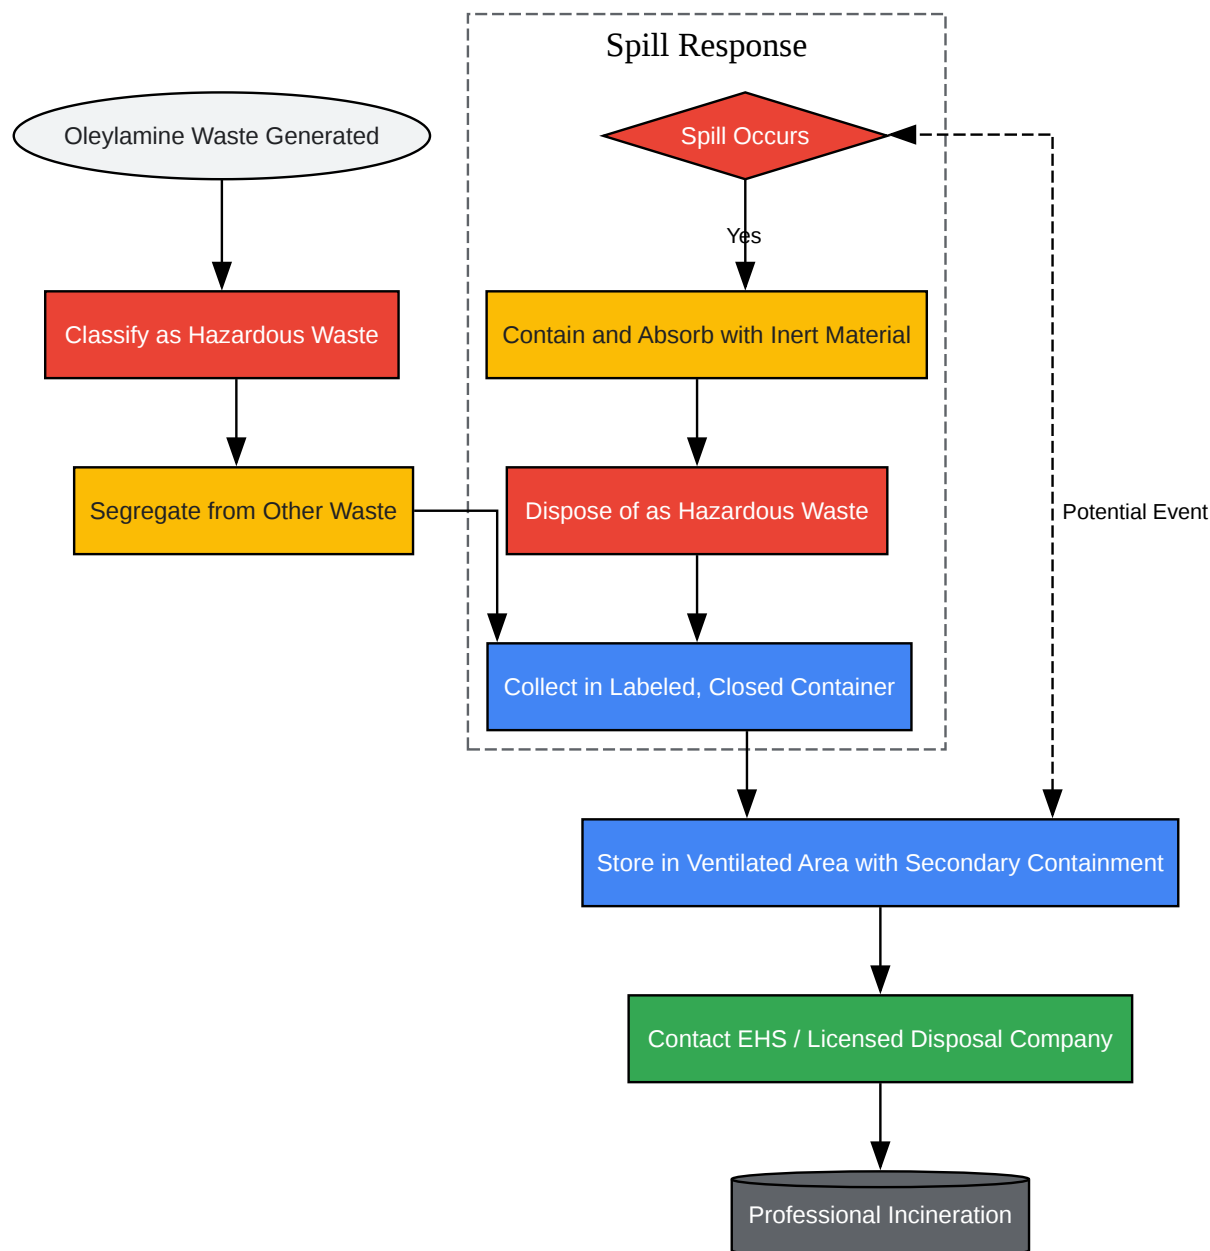 Spill Response
Oleylamine Waste Generated
Spill Occurs
Yes
Classify as Hazardous Waste
Contain and Absorb with Inert Material
Segregate from Other Waste
Dispose of as Hazardous Waste
Potential Event
Collect in Labeled, Closed Container
Store in Ventilated Area with Secondary Containment
Contact EHS / Licensed Disposal Company
Professional Incineration